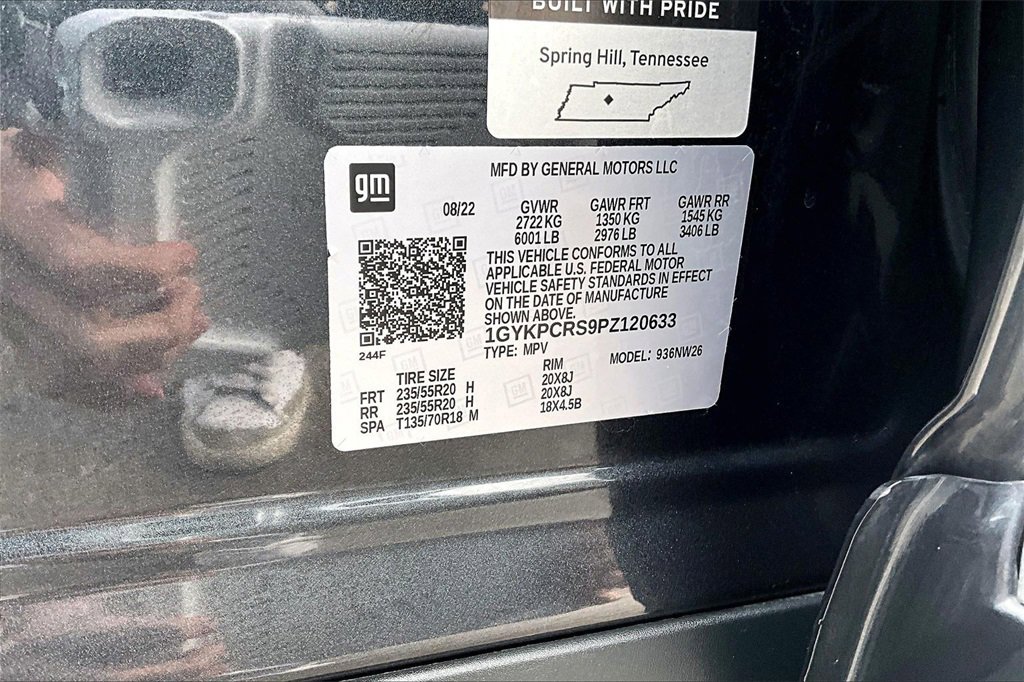 BUILT WITH PRIDE
Spring Hill, Tennessee
gm
MFD BY GENERAL MOTORS LLC
08/22 GVWR GAWR FRT GAWR RR
2722 KG 1350 KG 1545 KG
6001 LB 2976 LB 3406 LB
THIS VEHICLE CONFORMS TO ALL
APPLICABLE U.S. FEDERAL MOTOR
VEHICLE SAFETY STANDARDS IN EFFECT
ON THE DATE OF MANUFACTURE
SHOWN ABOVE.
1GYKPCRS9PZ120633
244F
TYPE: MPV MODEL: 936NW26
TIRE SIZE RIM
FRT 235/55R20 H 20X8J
RR 235/55R20 H 20X8J
SPA T135/70R18 M 18X4.5B